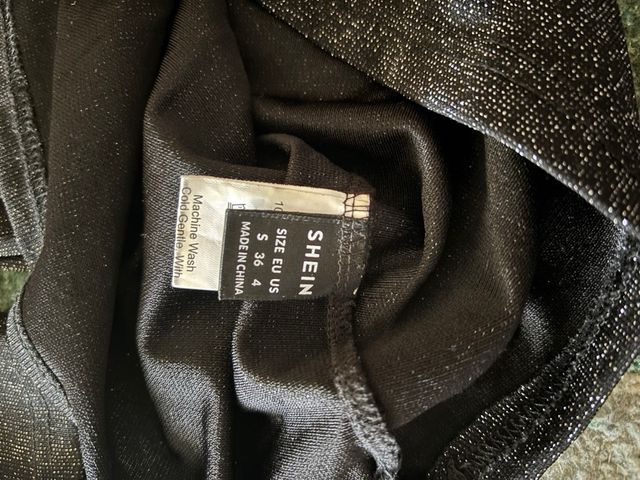 SHEIN
SIZE EU US
S 36 4
MADE IN CHINA
Machine Wash
Cold Gentle With